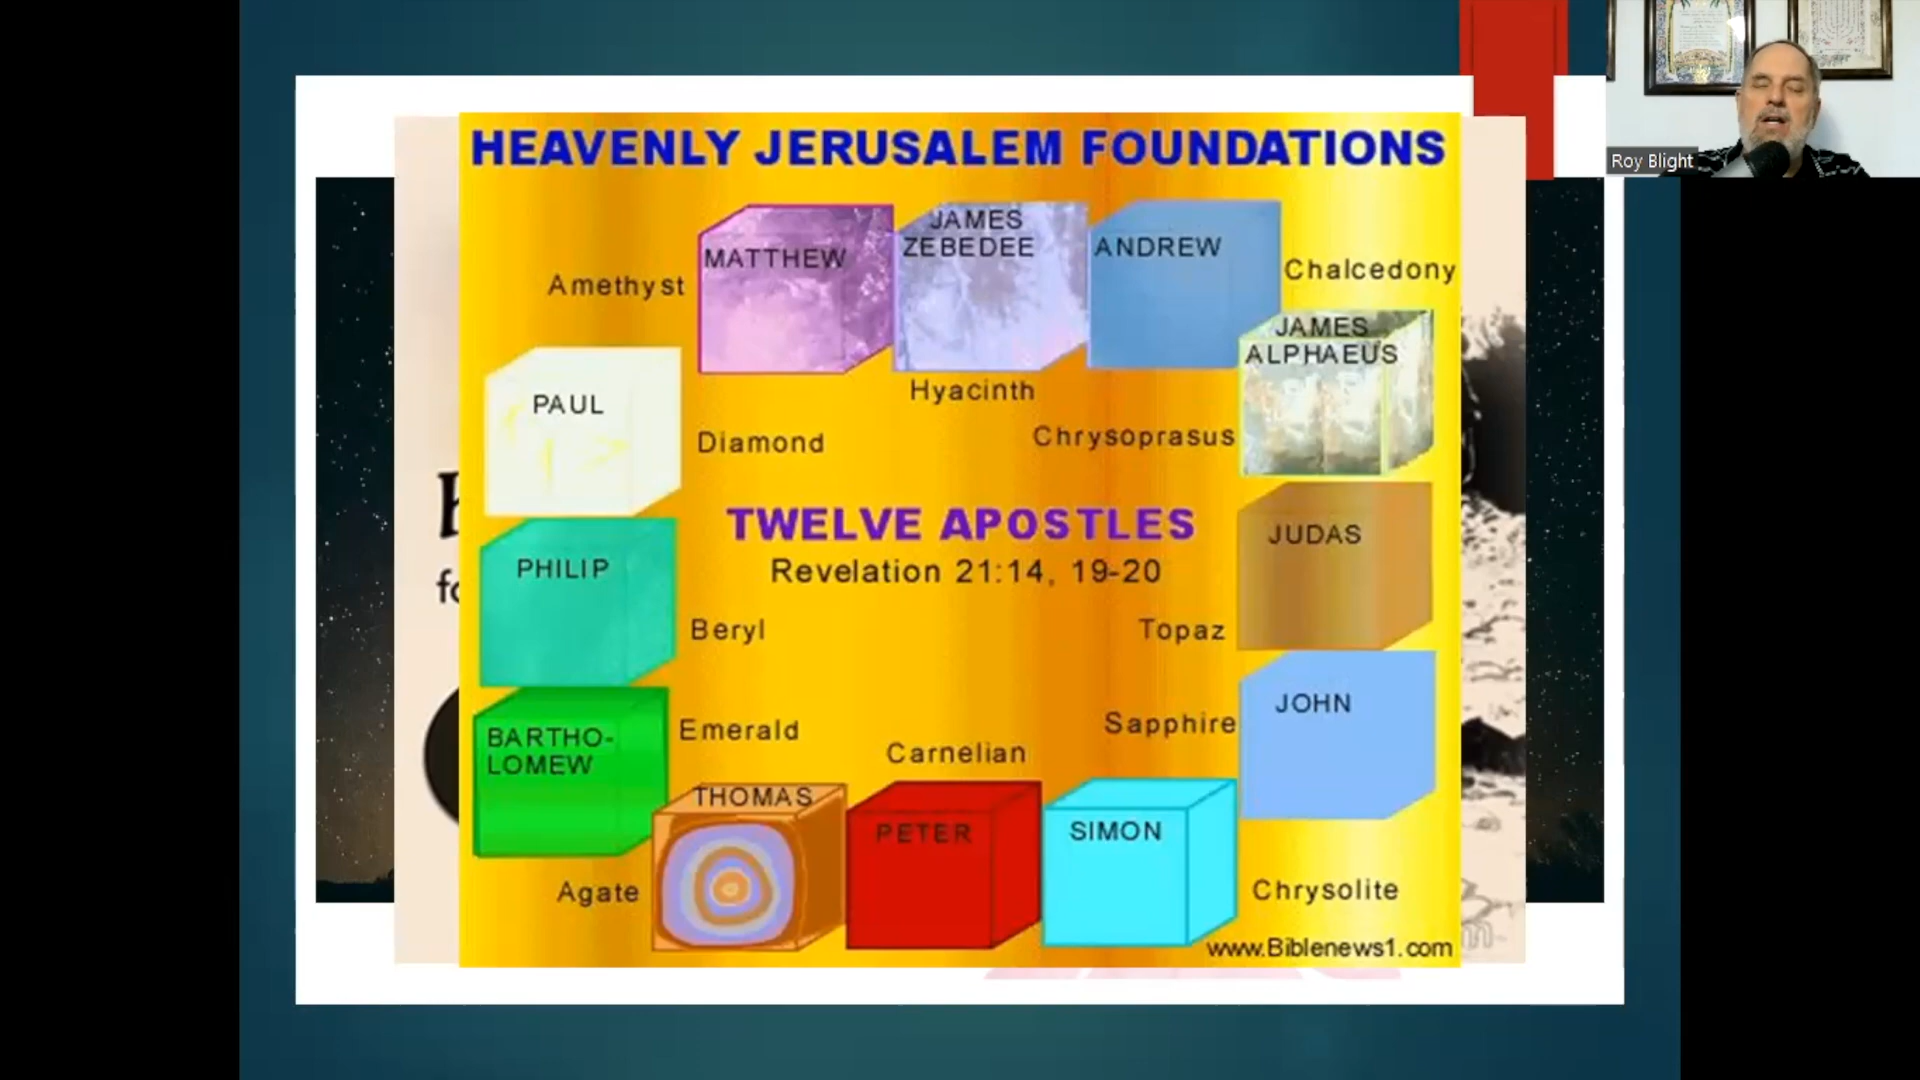 HEAVENLY JERUSALEM FOUNDATIONS
Roy Blight
MATTHEW
JAMES
ZEBEDEE
ANDREW
Amethyst
Chalcedony
JAMES
ALPHAEUS
Hyacinth
PAUL
Diamond
Chrysoprasus
TWELVE APOSTLES
Revelation 21:14, 19-20
JUDAS
PHILIP
Beryl
Topaz
JOHN
BARTHO-
LOMEW
Emerald
Sapphire
Carnelian
THOMAS
PETER
SIMON
Agate
Chrysolite
www.Biblenews1.com